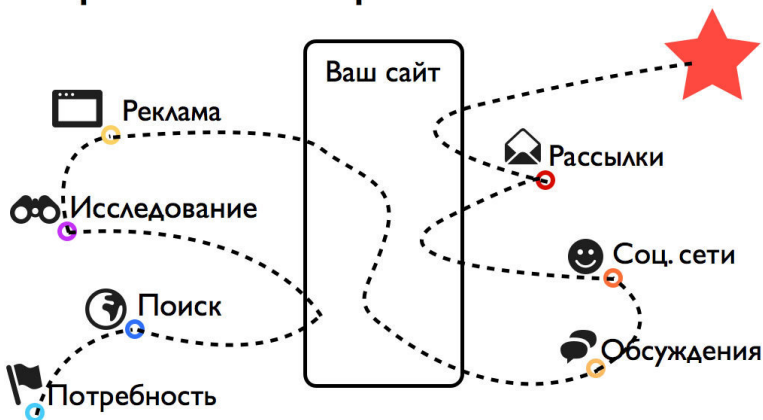 Ваш сайт
Реклама
Рассылки
Исследование
Соц. сети
Поиск
Обсуждения
Потребность